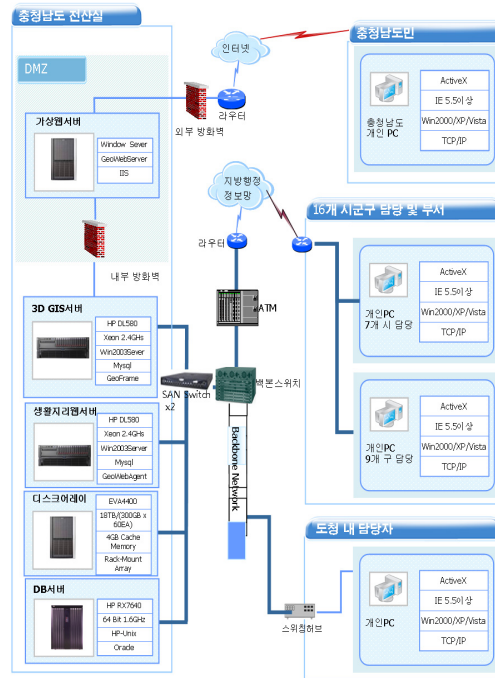 충청남도 전산실
DMZ
가상웹서버
Window Sever
GeoWebServer
IIS
인터넷
라우터
외부 방화벽
충청남도민
충청남도
개인 PC
ActiveX
IE 5.5이상
Win2000/XP/Vista
TCP/IP
지방행정
정보망
라우터
내부 방화벽
16개 시군구 담당 및 부서
개인PC
7개 시 담당
ActiveX
IE 5.5이상
Win2000/XP/Vista
TCP/IP
ATM
3D GIS서버
HP DL580
Xeon 2.4GHs
Win2003Sever
Mysql
GeoFrame
SAN Switch
x2
백본스위치
개인PC
9개 구 담당
ActiveX
IE 5.5이상
Win2000/XP/Vista
TCP/IP
생활지리웹서버
HP DL580
Xeon 2.4GHs
Win2003Server
Mysql
GeoWebAgent
Backbone Network
디스크어레이
EVA4400
18TB/(300GB x
60EA)
4GB Cache
Memory
Rack-Mount
Array
도청 내 담당자
개인PC
ActiveX
IE 5.5이상
Win2000/XP/Vista
TCP/IP
스위칭허브
DB서버
HP RX7640
64 Bit 1.6GHz
HP-Unix
Oracle